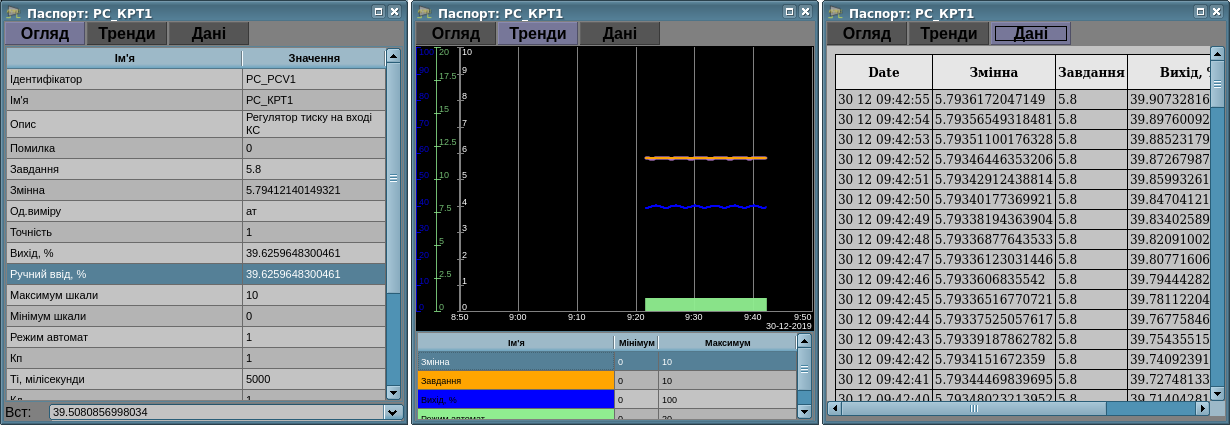 Паспорт: PC_KPT1
Огляд Тренди Дані
Ім'я Значення
Ідентифікатор PC_PCV1
Ім'я РС_КРТ1
Опис Регулятор тиску на вході КС
Помилка 0
Завдання 5.8
Змінна 5.79412140149321
Од.виміру ат
Точність 1
Вихід, % 39.6259648300461
Ручний ввід, % 39.6259648300461
Максимум шкали 10
Мінімум шкали 0
Режим автомат 1
Кп 1
Ті, мілісекунди 5000
Вст: 39.5080856998034
Паспорт: PC_KPT1
Огляд Тренди Дані
20 10
17.5 9
15 8
12.5 7
6
10 5
7.5 4
5 3
2.5 2
1
0 0
8:50 9:00 9:10 9:20 9:30 9:40 9:50
30-12-2019
Ім'я Мінімум Максимум
Змінна 0 10
Завдання 0 10
Вихід, % 0 100
Режим автомат 0 20
Паспорт: PC_KPT1
Огляд Тренди Дані
Date Змінна Завдання Вихід, %
30 12 09:42:55 5.7936172047149 5.8 39.90732816
30 12 09:42:54 5.79356549318481 5.8 39.89760092
30 12 09:42:53 5.79351100176328 5.8 39.88523179
30 12 09:42:52 5.79346446353206 5.8 39.87267987
30 12 09:42:51 5.79342912438814 5.8 39.85993261
30 12 09:42:50 5.79340177369921 5.8 39.84704121
30 12 09:42:49 5.79338194363904 5.8 39.83402589
30 12 09:42:48 5.79336877643533 5.8 39.82091002
30 12 09:42:47 5.79336123031446 5.8 39.80771606
30 12 09:42:46 5.7933606835542 5.8 39.79444282
30 12 09:42:45 5.79336516770721 5.8 39.78112204
30 12 09:42:44 5.79337525057617 5.8 39.76775846
30 12 09:42:43 5.79339187862782 5.8 39.75435515
30 12 09:42:42 5.7934151672359 5.8 39.74092391
30 12 09:42:41 5.79344469839695 5.8 39.72748133
30 12 09:42:40 5.79348023213952 5.8 39.71404281